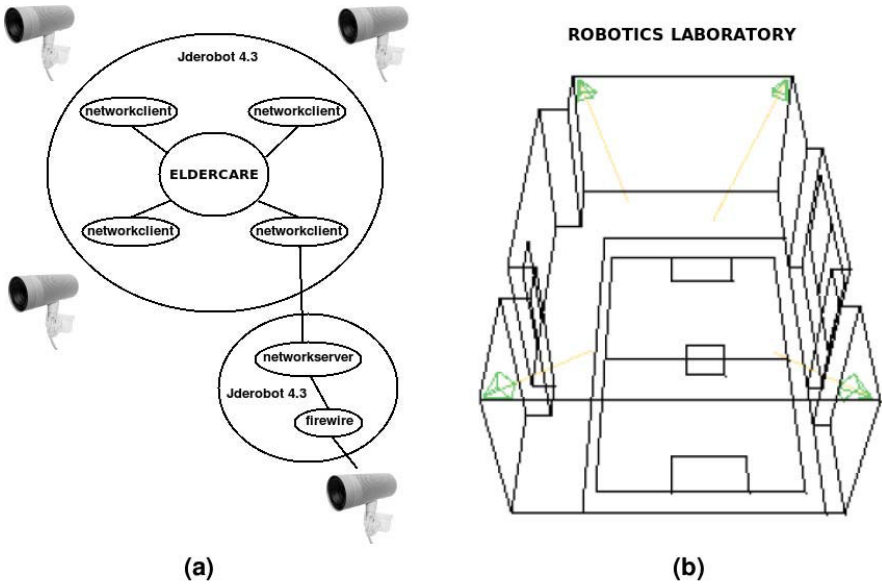 Jderobot 4.3
networkclient
networkclient
ELDERCARE
networkclient
networkclient
networkserver
Jderobot 4.3
firewire
(a)
ROBOTICS LABORATORY
(b)